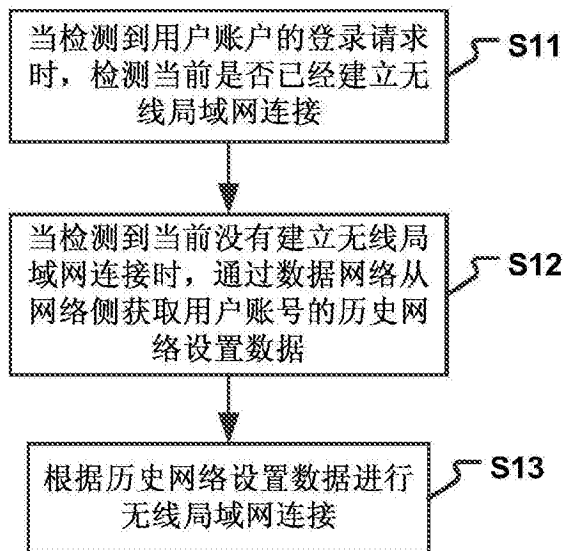 当检测到用户账户的登录请求
时，检测当前是否已经建立无
线局域网连接
S11
当检测到当前没有建立无线局
域网连接时，通过数据网络从
网络侧获取用户账号的历史网
络设置数据
S12
根据历史网络设置数据进行
无线局域网连接
S13